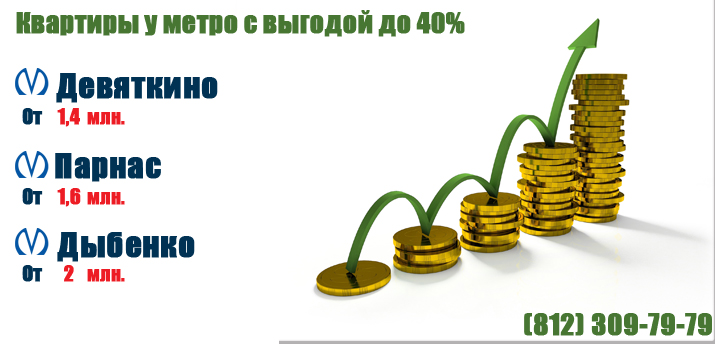 Квартиры у метро с выгодой до 40%
Девяткино
От 1,4 млн.
Парнас
От 1,6 млн.
Дыбенко
От 2 млн.
(812) 309-79-79